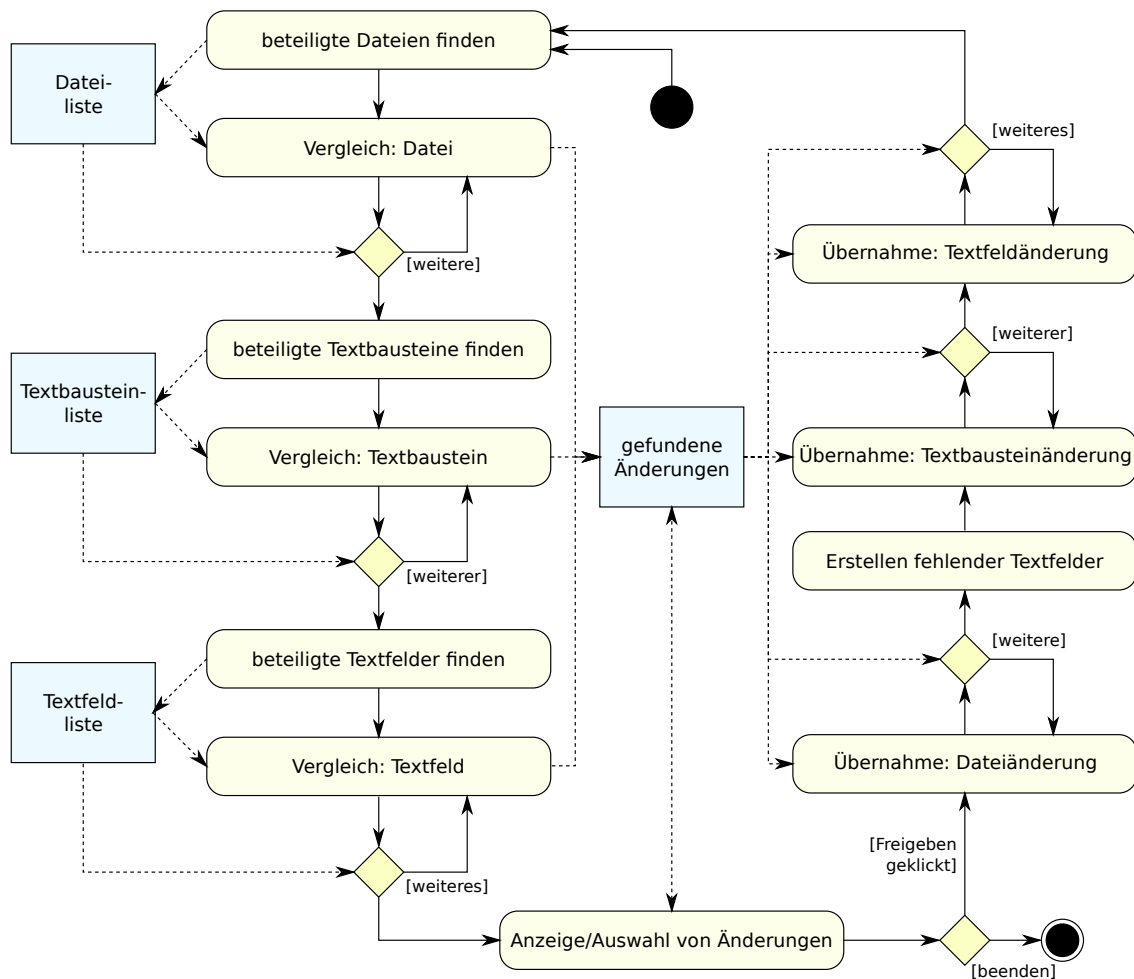 beteiligte Dateien finden
Datei-
liste
Vergleich: Datei
[weitere]
beteiligte Textbausteine finden
Textbaustein-
liste
Vergleich: Textbaustein
[weiterer]
beteiligte Textfelder finden
Textfeld-
liste
Vergleich: Textfeld
[weiteres]
gefundene
Änderungen
Anzeige/Auswahl von Änderungen
[weiteres]
Übernahme: Textfeldänderung
[weiterer]
Übernahme: Textbausteinänderung
Erstellen fehlender Textfelder
[weitere]
Übernahme: Dateiänderung
[Freigeben
geklickt]
[beenden]